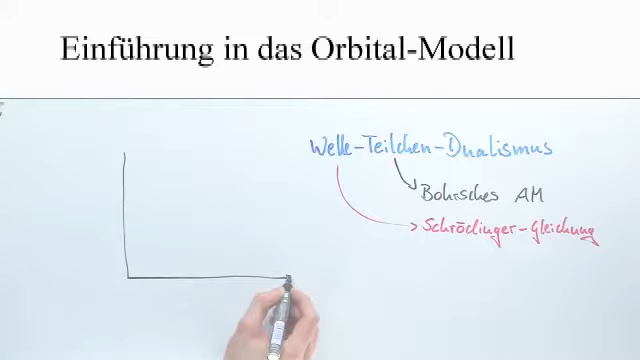 Einführung in das Orbital-Modell
Welle-Teilchen-Dualismus
Bohrsches AM
Schrödinger-Gleichung